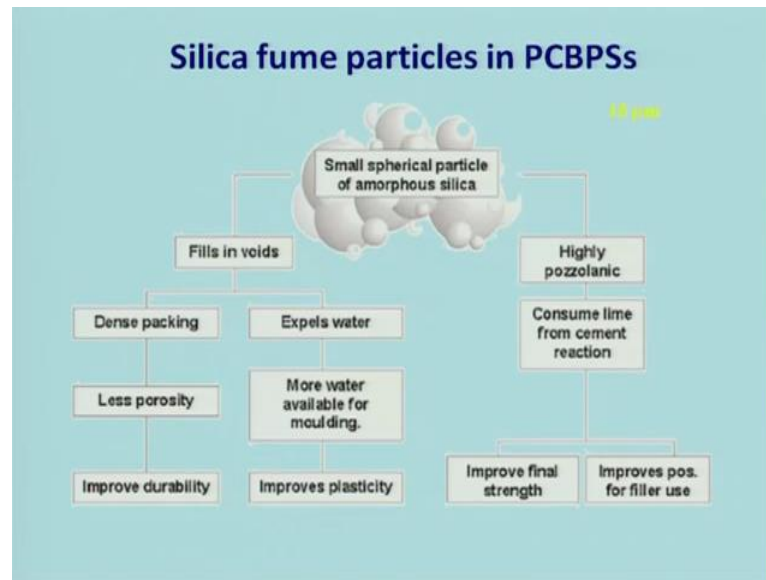 Silica fume particles in PCBPSs
10 µm
Small spherical particle
of amorphous silica
Fills in voids
Highly
pozzolanic
Dense packing
Expels water
Consume lime
from cement
reaction
Less porosity
More water
available for
moulding.
Improve durability
Improves plasticity
Improve final
strength
Improves pos.
for filler use